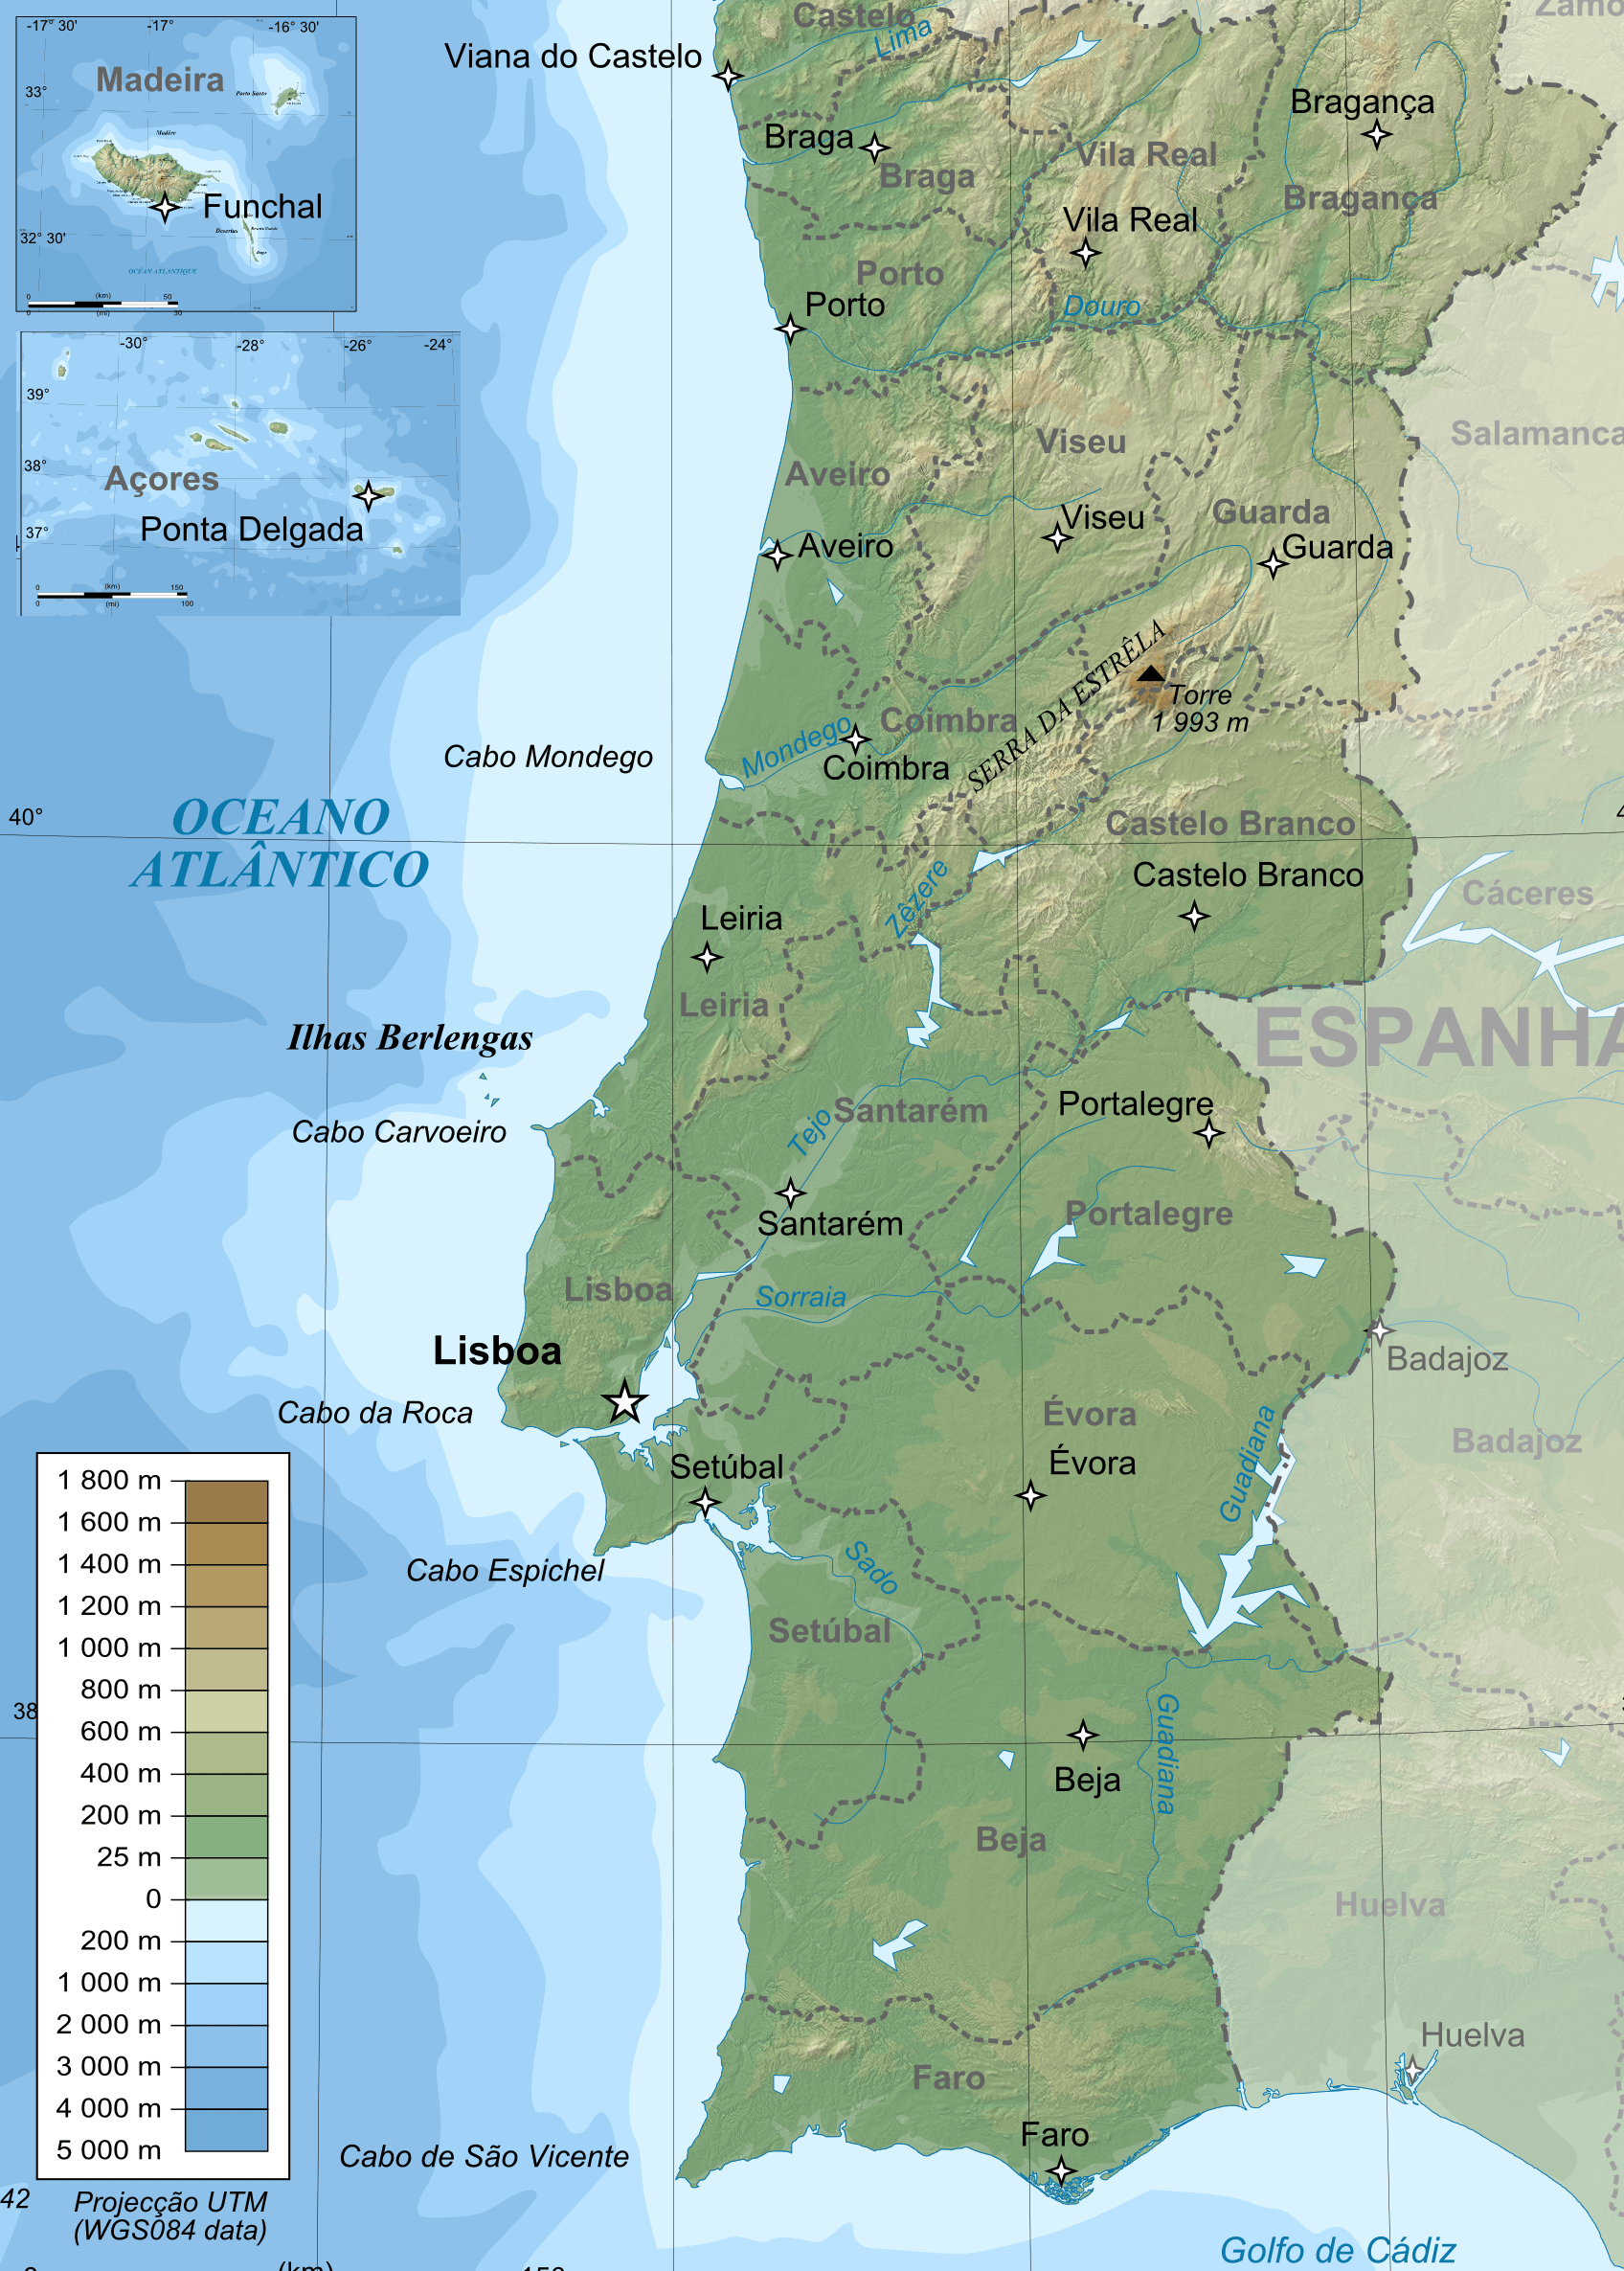 -17° 30'
-17°
-16° 30'
Madeira
33°
Porto Santo
Madère
Funchal
Desertas
32° 30'
Bugio
OCÉAN ATLANTIQUE
0
(km)
50
0
(mi)
30
-30°
-28°
-26°
-24°
39°
38°
Açores
Ponta Delgada
37°
0
(km)
150
0
(mi)
100
Castelo
Lima
Viana do Castelo
Zamo
Bragança
Braga
Braga
Vila Real
Bragança
Vila Real
Porto
Porto
Douro
Salamanca
Viseu
Aveiro
Guarda
Viseu
Aveiro
Guarda
SERRA DA ESTRÊLA
Torre
1 993 m
Coimbra
Mondego
Cabo Mondego
Coimbra
40°
4
OCEANO
ATLÂNTICO
Castelo Branco
Castelo Branco
Cáceres
Zêzere
Leiria
Leiria
Ilhas Berlengas
ESPANHA
Cabo Carvoeiro
Santarém
Portalegre
Tejo
Santarém
Portalegre
Lisboa
Sorraia
Lisboa
Badajoz
Cabo da Roca
Évora
Badajoz
Guadiana
Setúbal
Évora
Cabo Espichel
Sado
Setúbal
38
Guadiana
Beja
Beja
Huelva
Huelva
Faro
Faro
Cabo de São Vicente
Golfo de Cádiz
1 800 m
1 600 m
1 400 m
1 200 m
1 000 m
800 m
600 m
400 m
200 m
25 m
0
200 m
1 000 m
2 000 m
3 000 m
4 000 m
5 000 m
42
Projecção UTM
(WGS084 data)
0
(km)
150